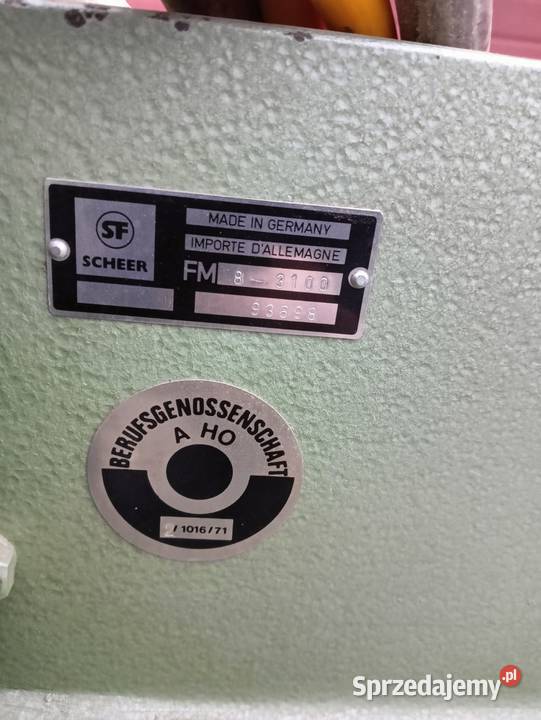 SF
SCHEER
MADE IN GERMANY
IMPORTE D'ALLEMAGNE
FM 8-3100
93698
BERUFSGENOSSENSCHAFT
A HO
/1016/71
Sprzedajemy.pl